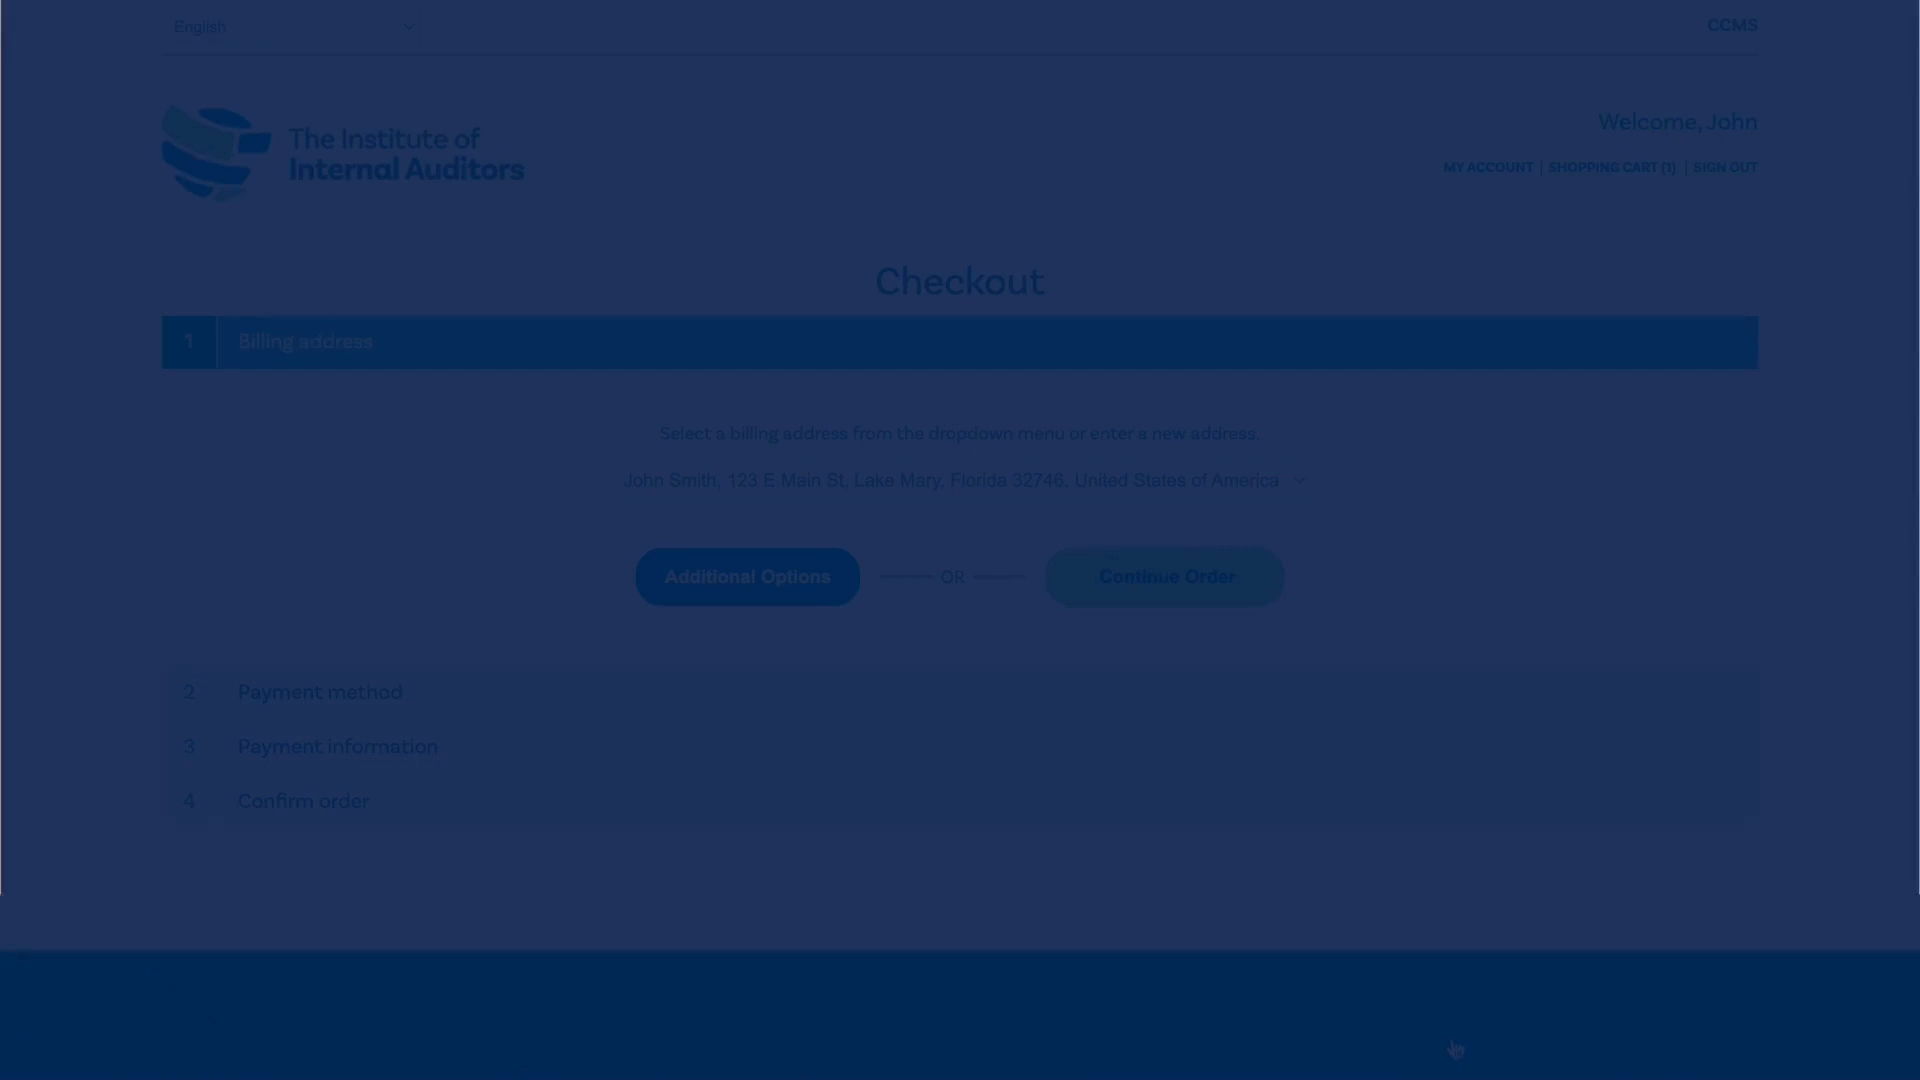 English
CCMS
The Institute of
Internal Auditors
Welcome, John
MY ACCOUNT | SHOPPING CART (1) | SIGN OUT
Checkout
1 Billing address
Select a billing address from the dropdown menu or enter a new address.
John Smith, 123 E Main St, Lake Mary, Florida 32746, United States of America
Additional Options OR Continue Order
2 Payment method
3 Payment information
4 Confirm order